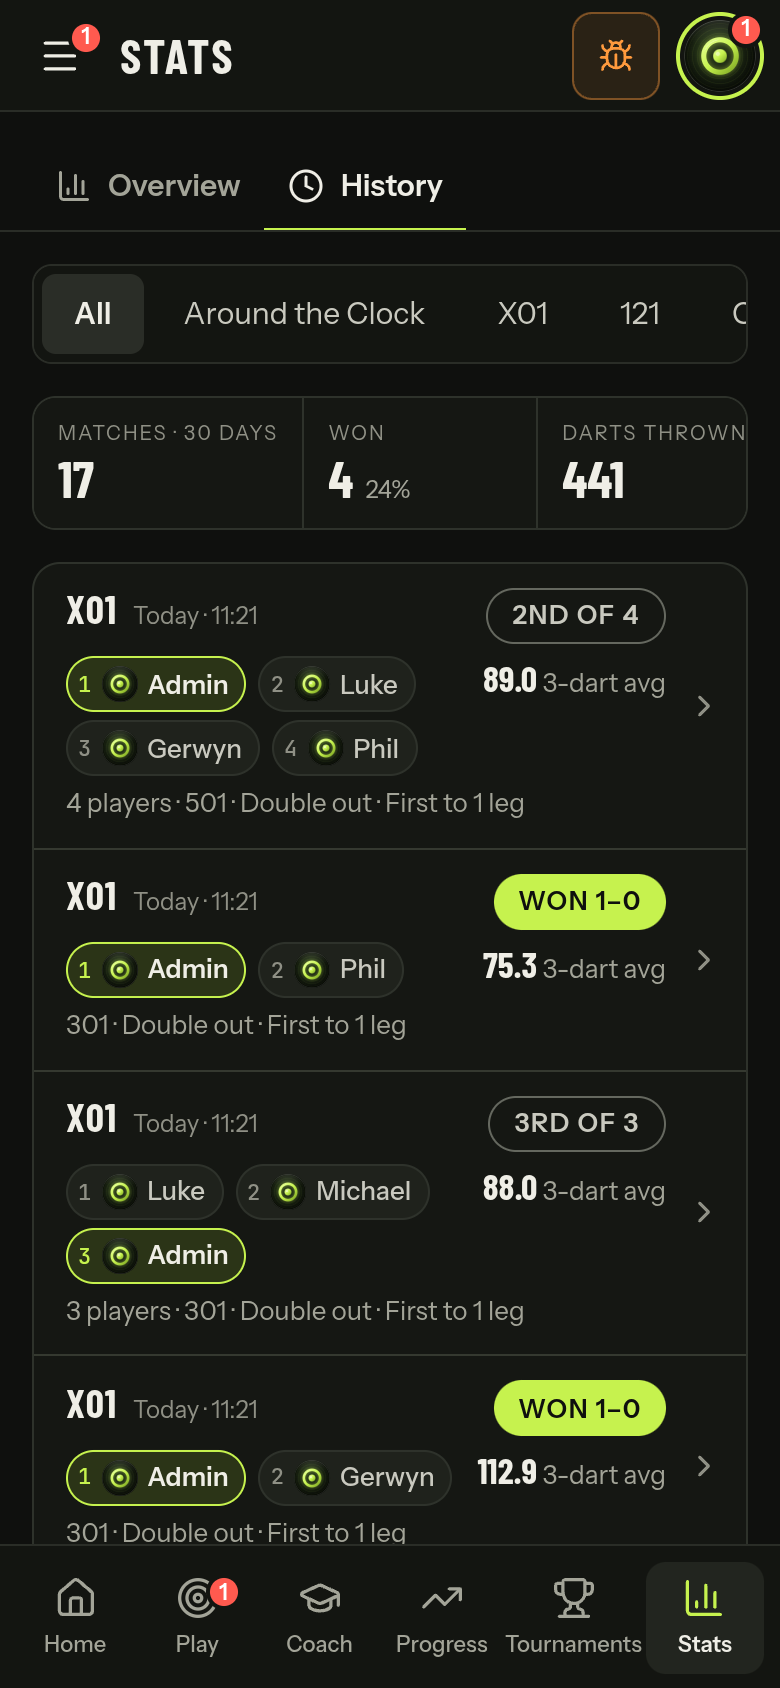 1
STATS
1
Overview
History
All Around the Clock X01 121
MATCHES · 30 DAYS
17
WON
4 24%
DARTS THROWN
441
X01 Today · 11:21
2ND OF 4
1 Admin 2 Luke
89.0 3-dart avg
3 Gerwyn 4 Phil
4 players · 501 · Double out · First to 1 leg
X01 Today · 11:21
WON 1–0
1 Admin 2 Phil
75.3 3-dart avg
301 · Double out · First to 1 leg
X01 Today · 11:21
3RD OF 3
1 Luke 2 Michael
88.0 3-dart avg
3 Admin
3 players · 301 · Double out · First to 1 leg
X01 Today · 11:21
WON 1–0
1 Admin 2 Gerwyn
112.9 3-dart avg
301 · Double out · First to 1 leg
1
Home Play Coach Progress Tournaments Stats